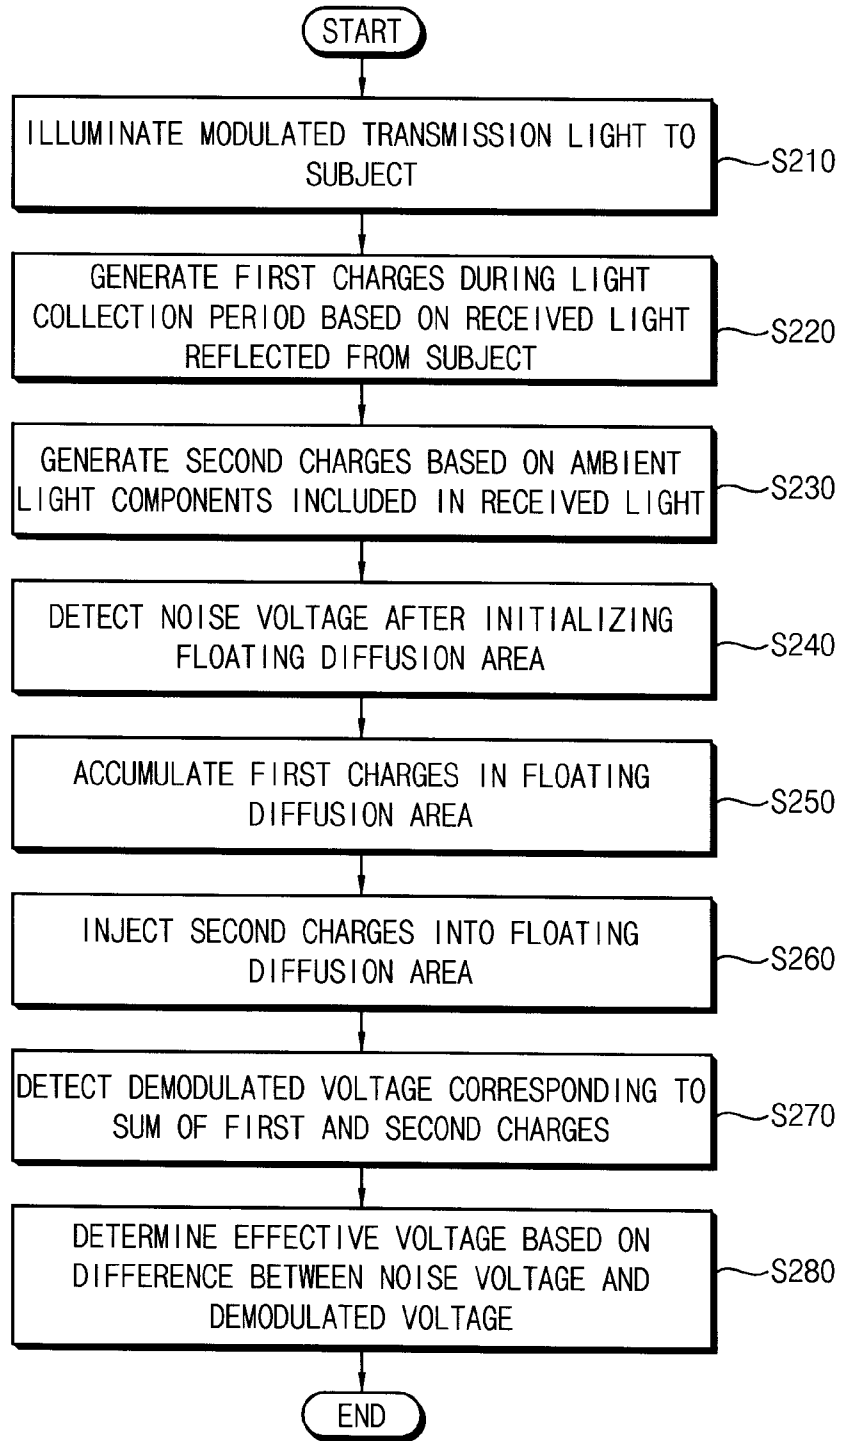 START
ILLUMINATE MODULATED TRANSMISSION LIGHT TO
SUBJECT
S210
GENERATE FIRST CHARGES DURING LIGHT
COLLECTION PERIOD BASED ON RECEIVED LIGHT
REFLECTED FROM SUBJECT
S220
GENERATE SECOND CHARGES BASED ON AMBIENT
LIGHT COMPONENTS INCLUDED IN RECEIVED LIGHT
S230
DETECT NOISE VOLTAGE AFTER INITIALIZING
FLOATING DIFFUSION AREA
S240
ACCUMULATE FIRST CHARGES IN FLOATING
DIFFUSION AREA
S250
INJECT SECOND CHARGES INTO FLOATING
DIFFUSION AREA
S260
DETECT DEMODULATED VOLTAGE CORRESPONDING TO
SUM OF FIRST AND SECOND CHARGES
S270
DETERMINE EFFECTIVE VOLTAGE BASED ON
DIFFERENCE BETWEEN NOISE VOLTAGE AND
DEMODULATED VOLTAGE
S280
END